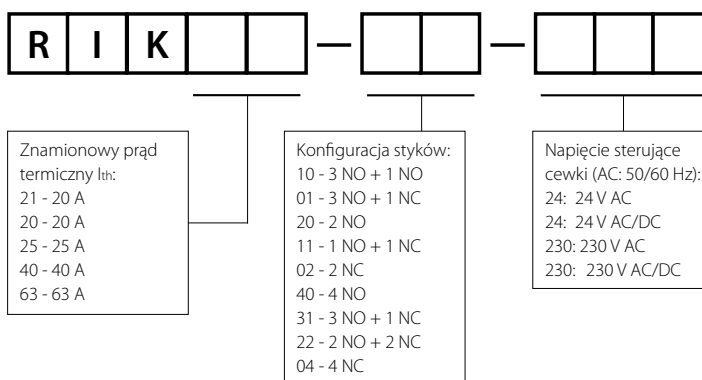 R I K — —
Znamionowy prąd
termiczny Ith:
21 - 20 A
20 - 20 A
25 - 25 A
40 - 40 A
63 - 63 A
Konfiguracja styków:
10 - 3 NO + 1 NO
01 - 3 NO + 1 NC
20 - 2 NO
11 - 1 NO + 1 NC
02 - 2 NC
40 - 4 NO
31 - 3 NO + 1 NC
22 - 2 NO + 2 NC
04 - 4 NC
Napięcie sterujące
cewki (AC: 50/60 Hz):
24: 24 V AC
24: 24 V AC/DC
230: 230 V AC
230: 230 V AC/DC